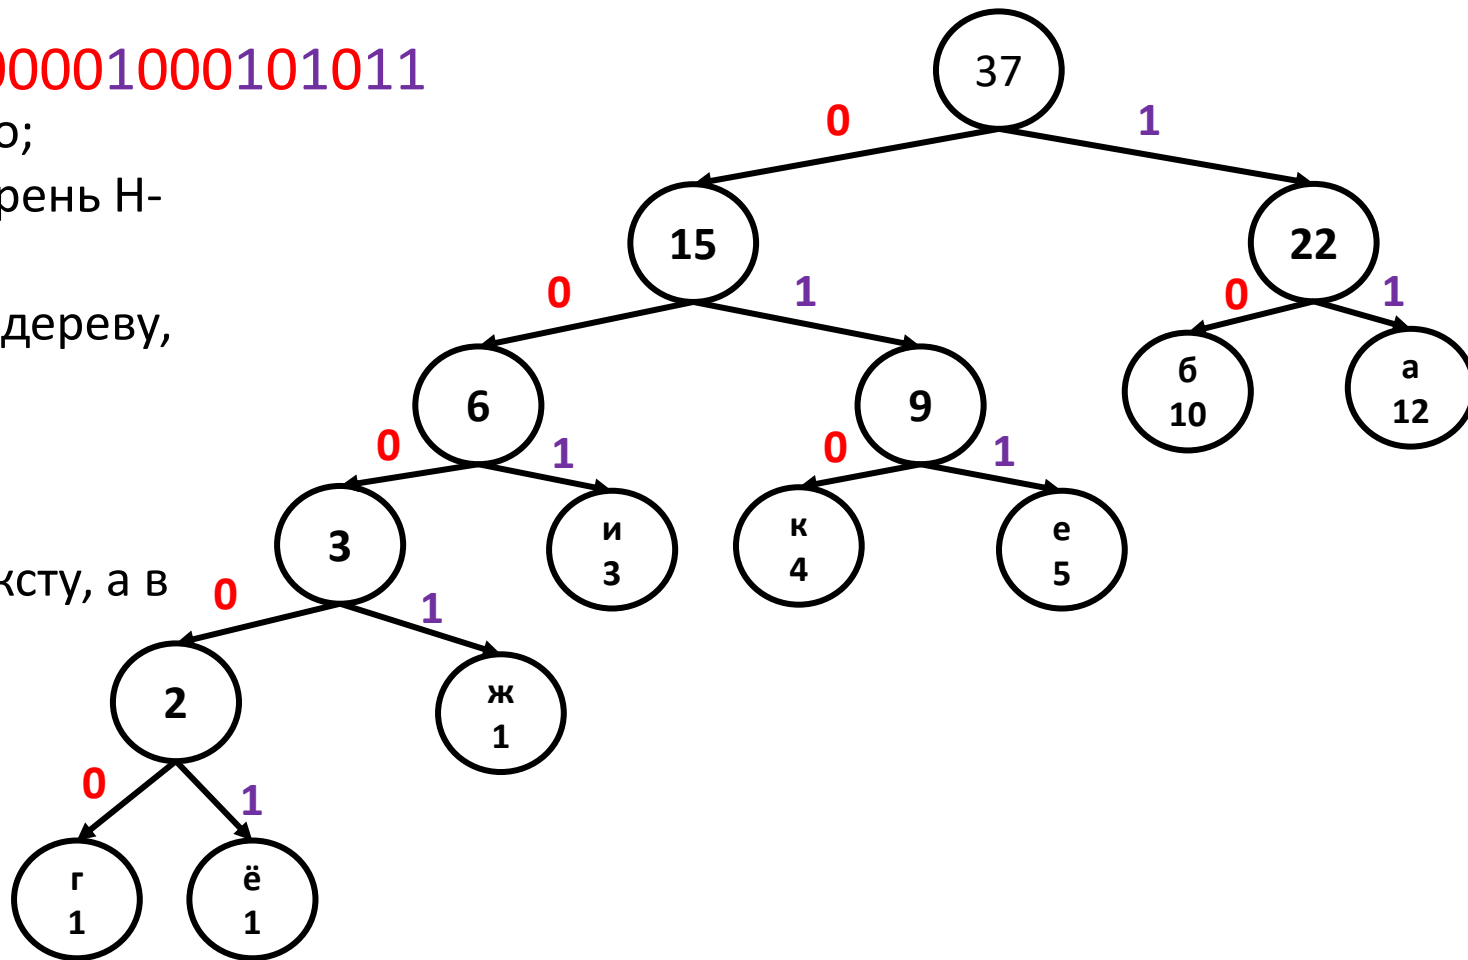 00001000101011
о;
рень Н-
дереву,
ксту, а в
37
0 1
15 22
0 1 0 1
6 9 б 10 а 12
0 1 0 1
3 и 3 к 4 е 5
0 1
2 ж 1
0 1
г 1 ё 1